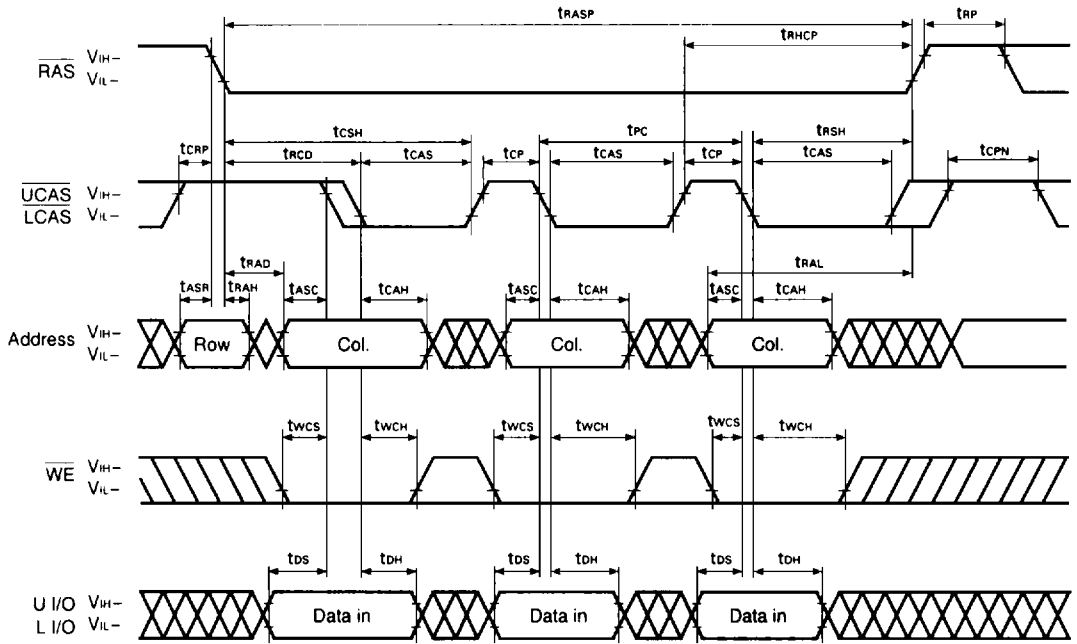 tRASP tRP
tRHCP
RAS VIH–
VIL–
tCSH tPC tRSH
tCRP tRCD tCAS tCP tCAS tCP tCAS tCPN
UCAS VIH–
LCAS VIL–
tRAD tRAL
tASR tRAH tASC tCAH tASC tCAH tASC tCAH
Address VIH–
VIL–
Row Col. Col. Col.
tWCS tWCH tWCS tWCH tWCS tWCH
WE VIH–
VIL–
tDS tDH tDS tDH tDS tDH
U I/O VIH–
L I/O VIL–
Data in Data in Data in